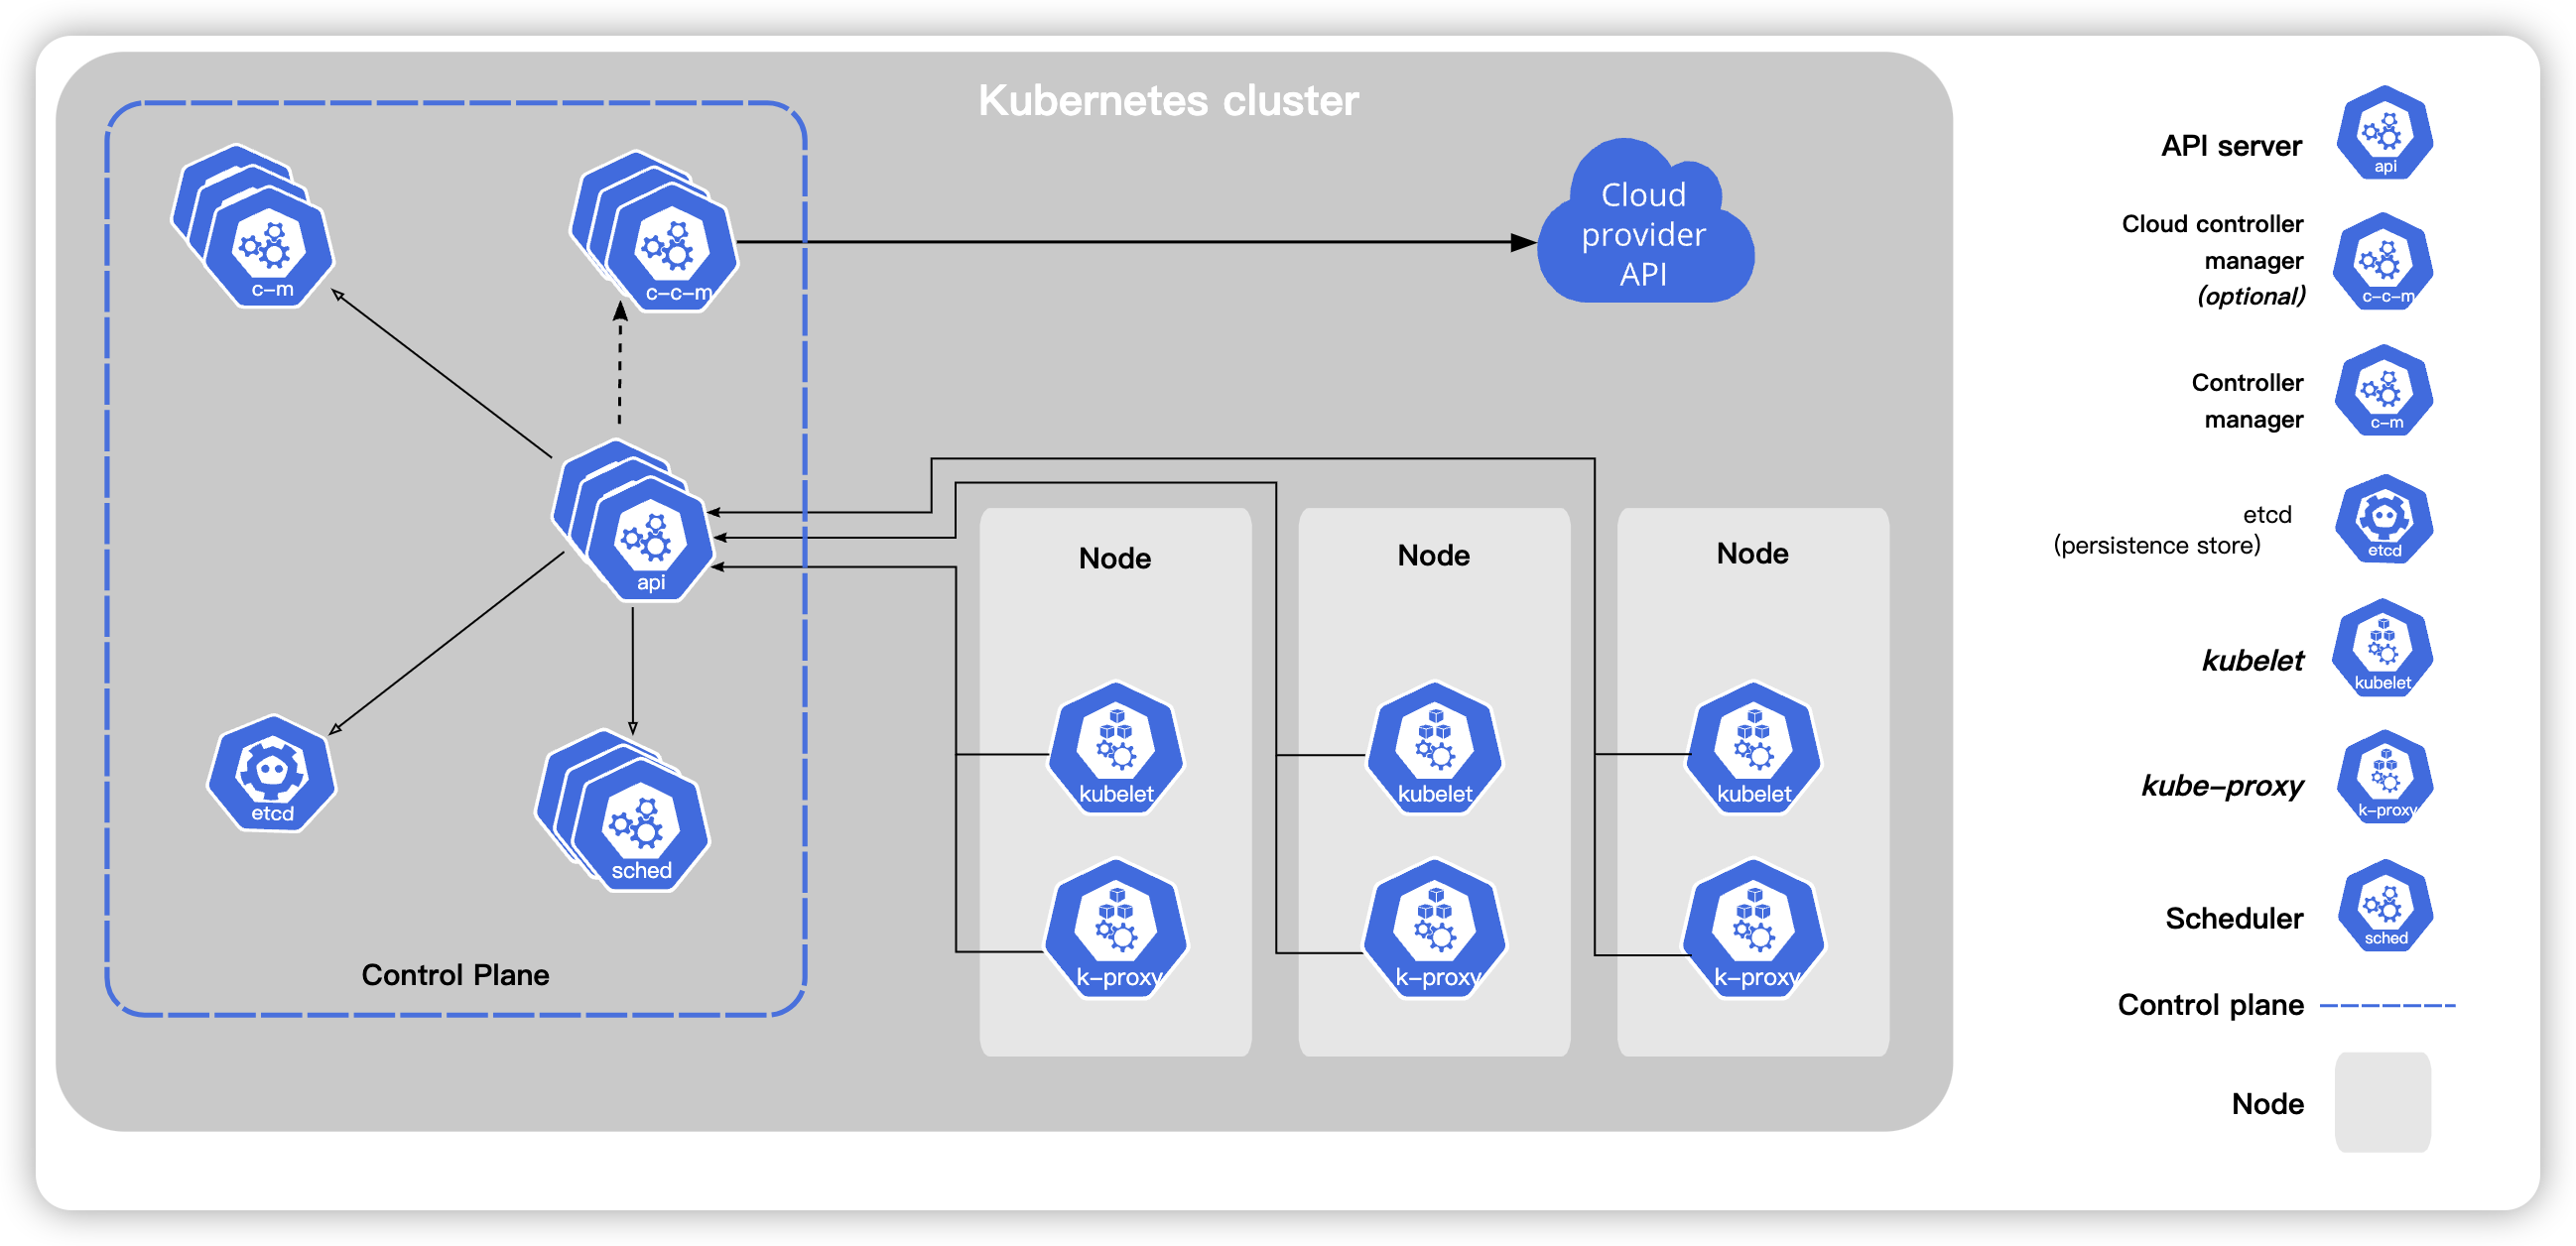 Kubernetes cluster
c-m
c-c-m
Cloud
provider
API
api
etcd
sched
Control Plane
Node
kubelet
k-proxy
Node
kubelet
k-proxy
Node
kubelet
k-proxy
API server
api
Cloud controller
manager
(optional)
c-c-m
Controller
manager
c-m
etcd
(persistence store)
etcd
kubelet
kubelet
kube-proxy
k-proxy
Scheduler
sched
Control plane
Node